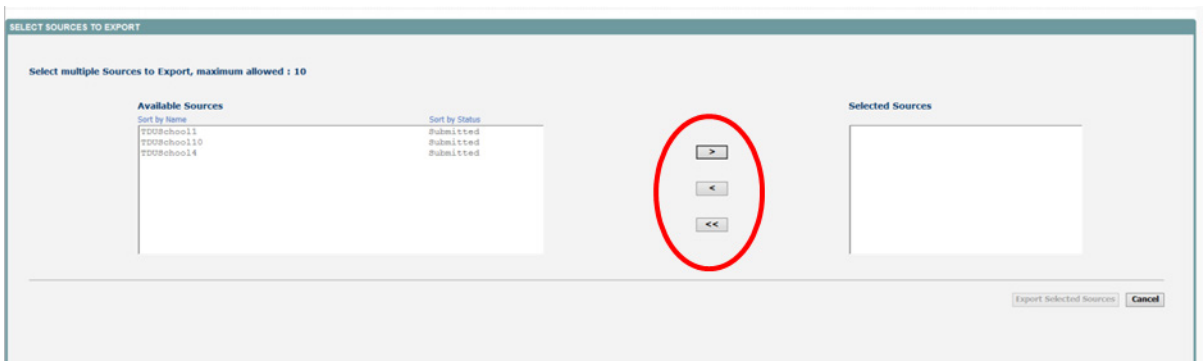 SELECT SOURCES TO EXPORT
Select multiple Sources to Export, maximum allowed : 10
Available Sources
Selected Sources
Sort by Name Sort by Status
TDUSchool1 Submitted
TDUSchool10 Submitted
TDUSchool4 Submitted
>
<
<<
Export Selected Sources Cancel